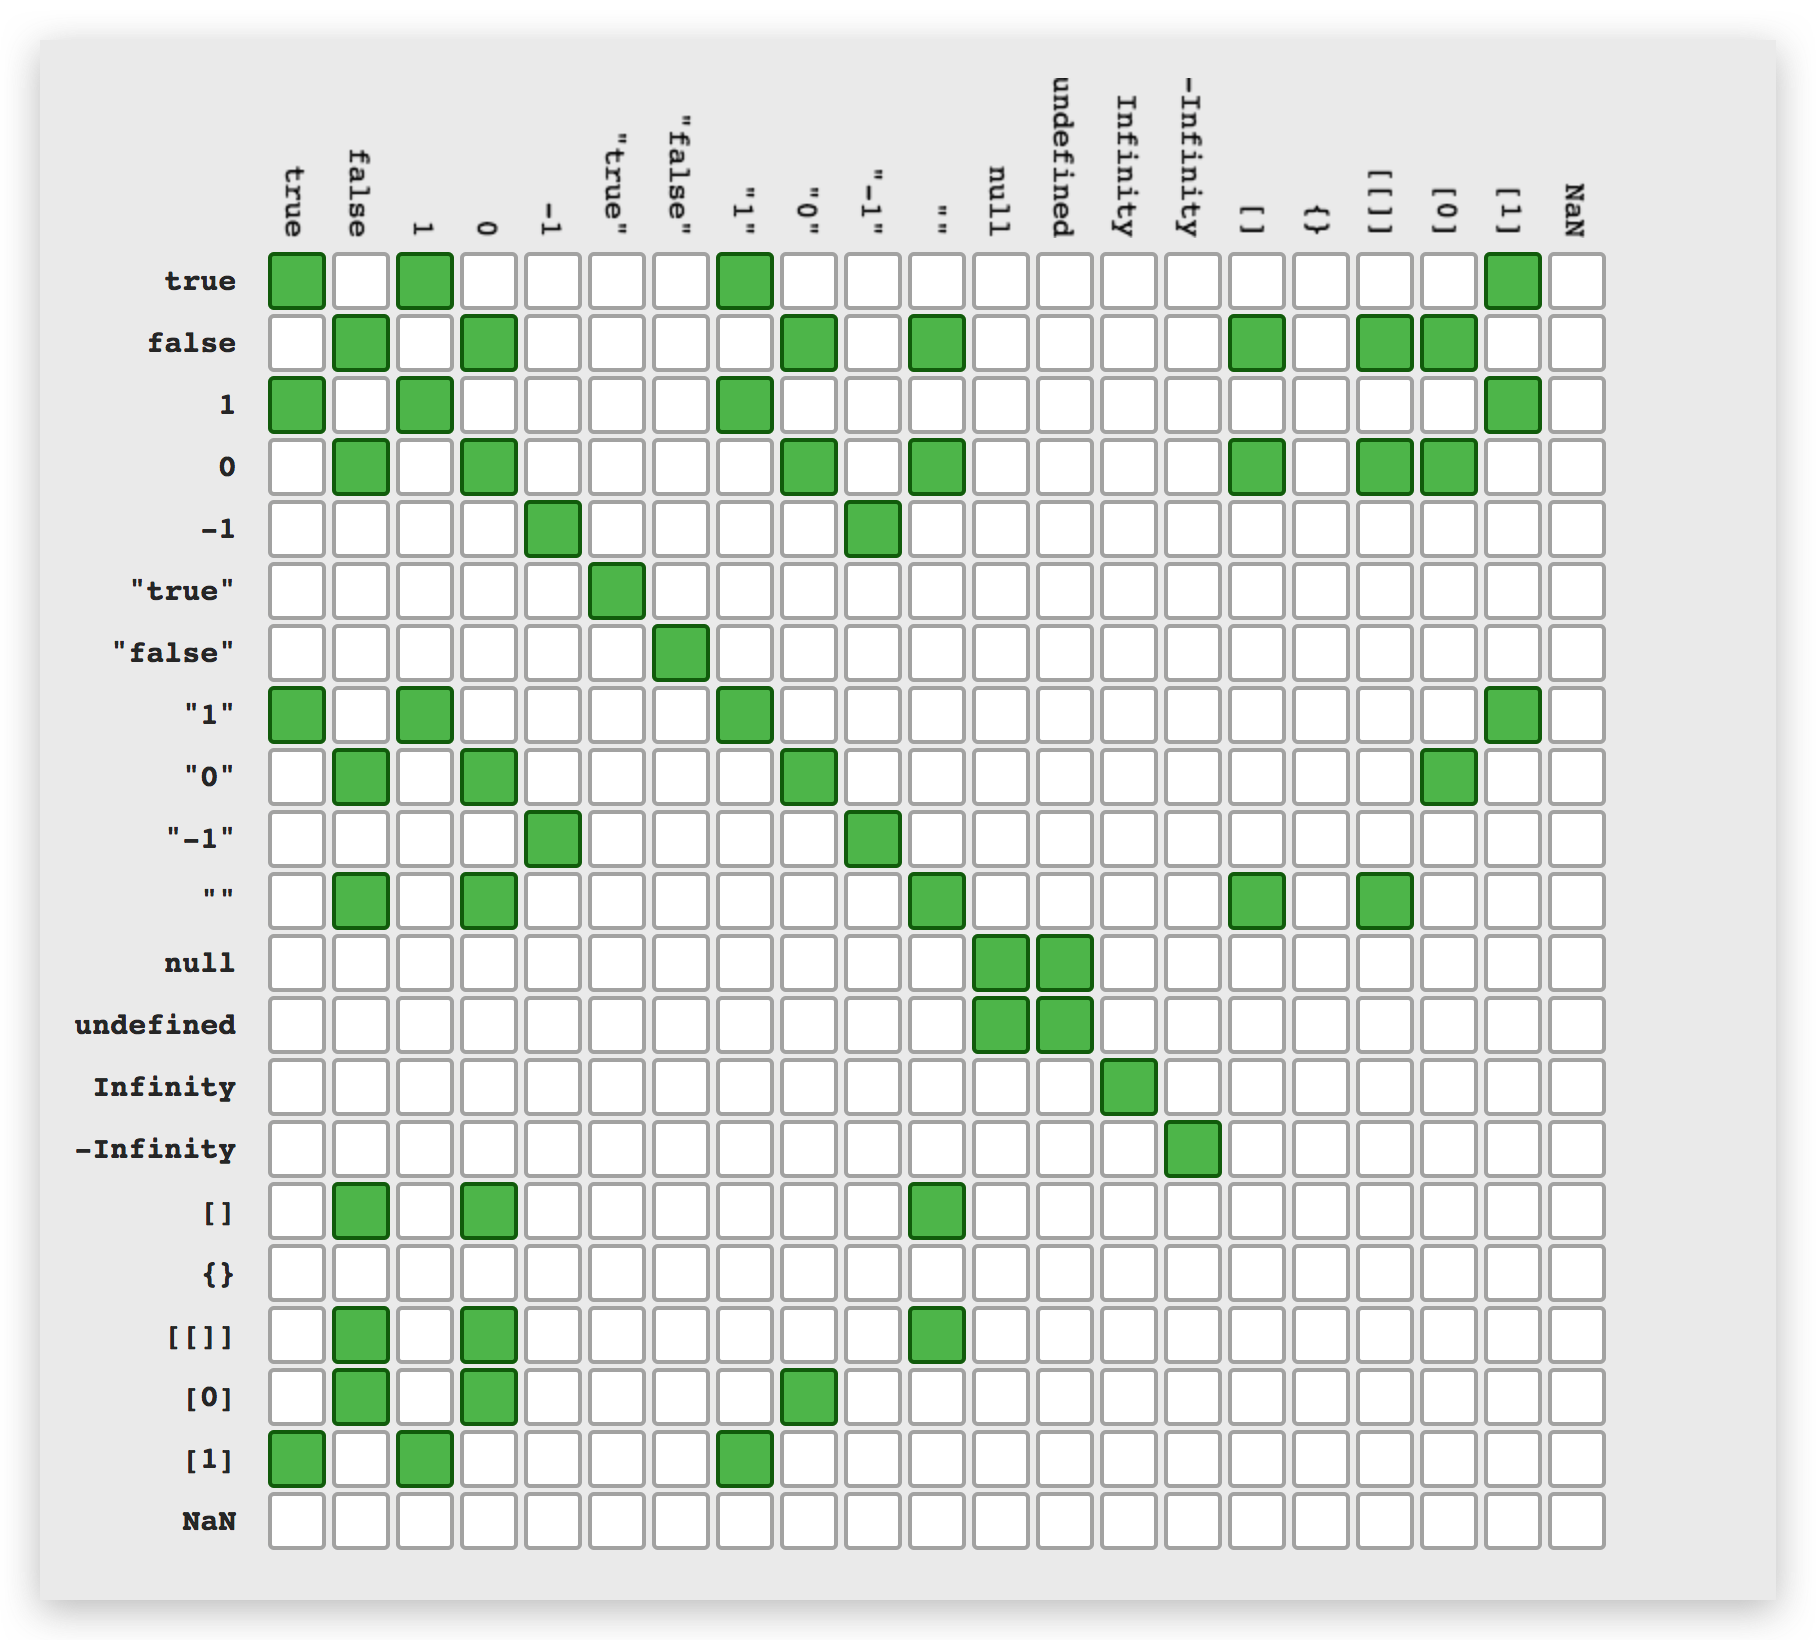 true
false
1
0
-1
"true"
"false"
"1"
"0"
"-1"
""
null
undefined
Infinity
-Infinity
[]
{}
[[]]
[0]
[1]
NaN
true
false
1
0
-1
"true"
"false"
"1"
"0"
"-1"
""
null
undefined
Infinity
-Infinity
[]
{}
[[]]
[0]
[1]
NaN